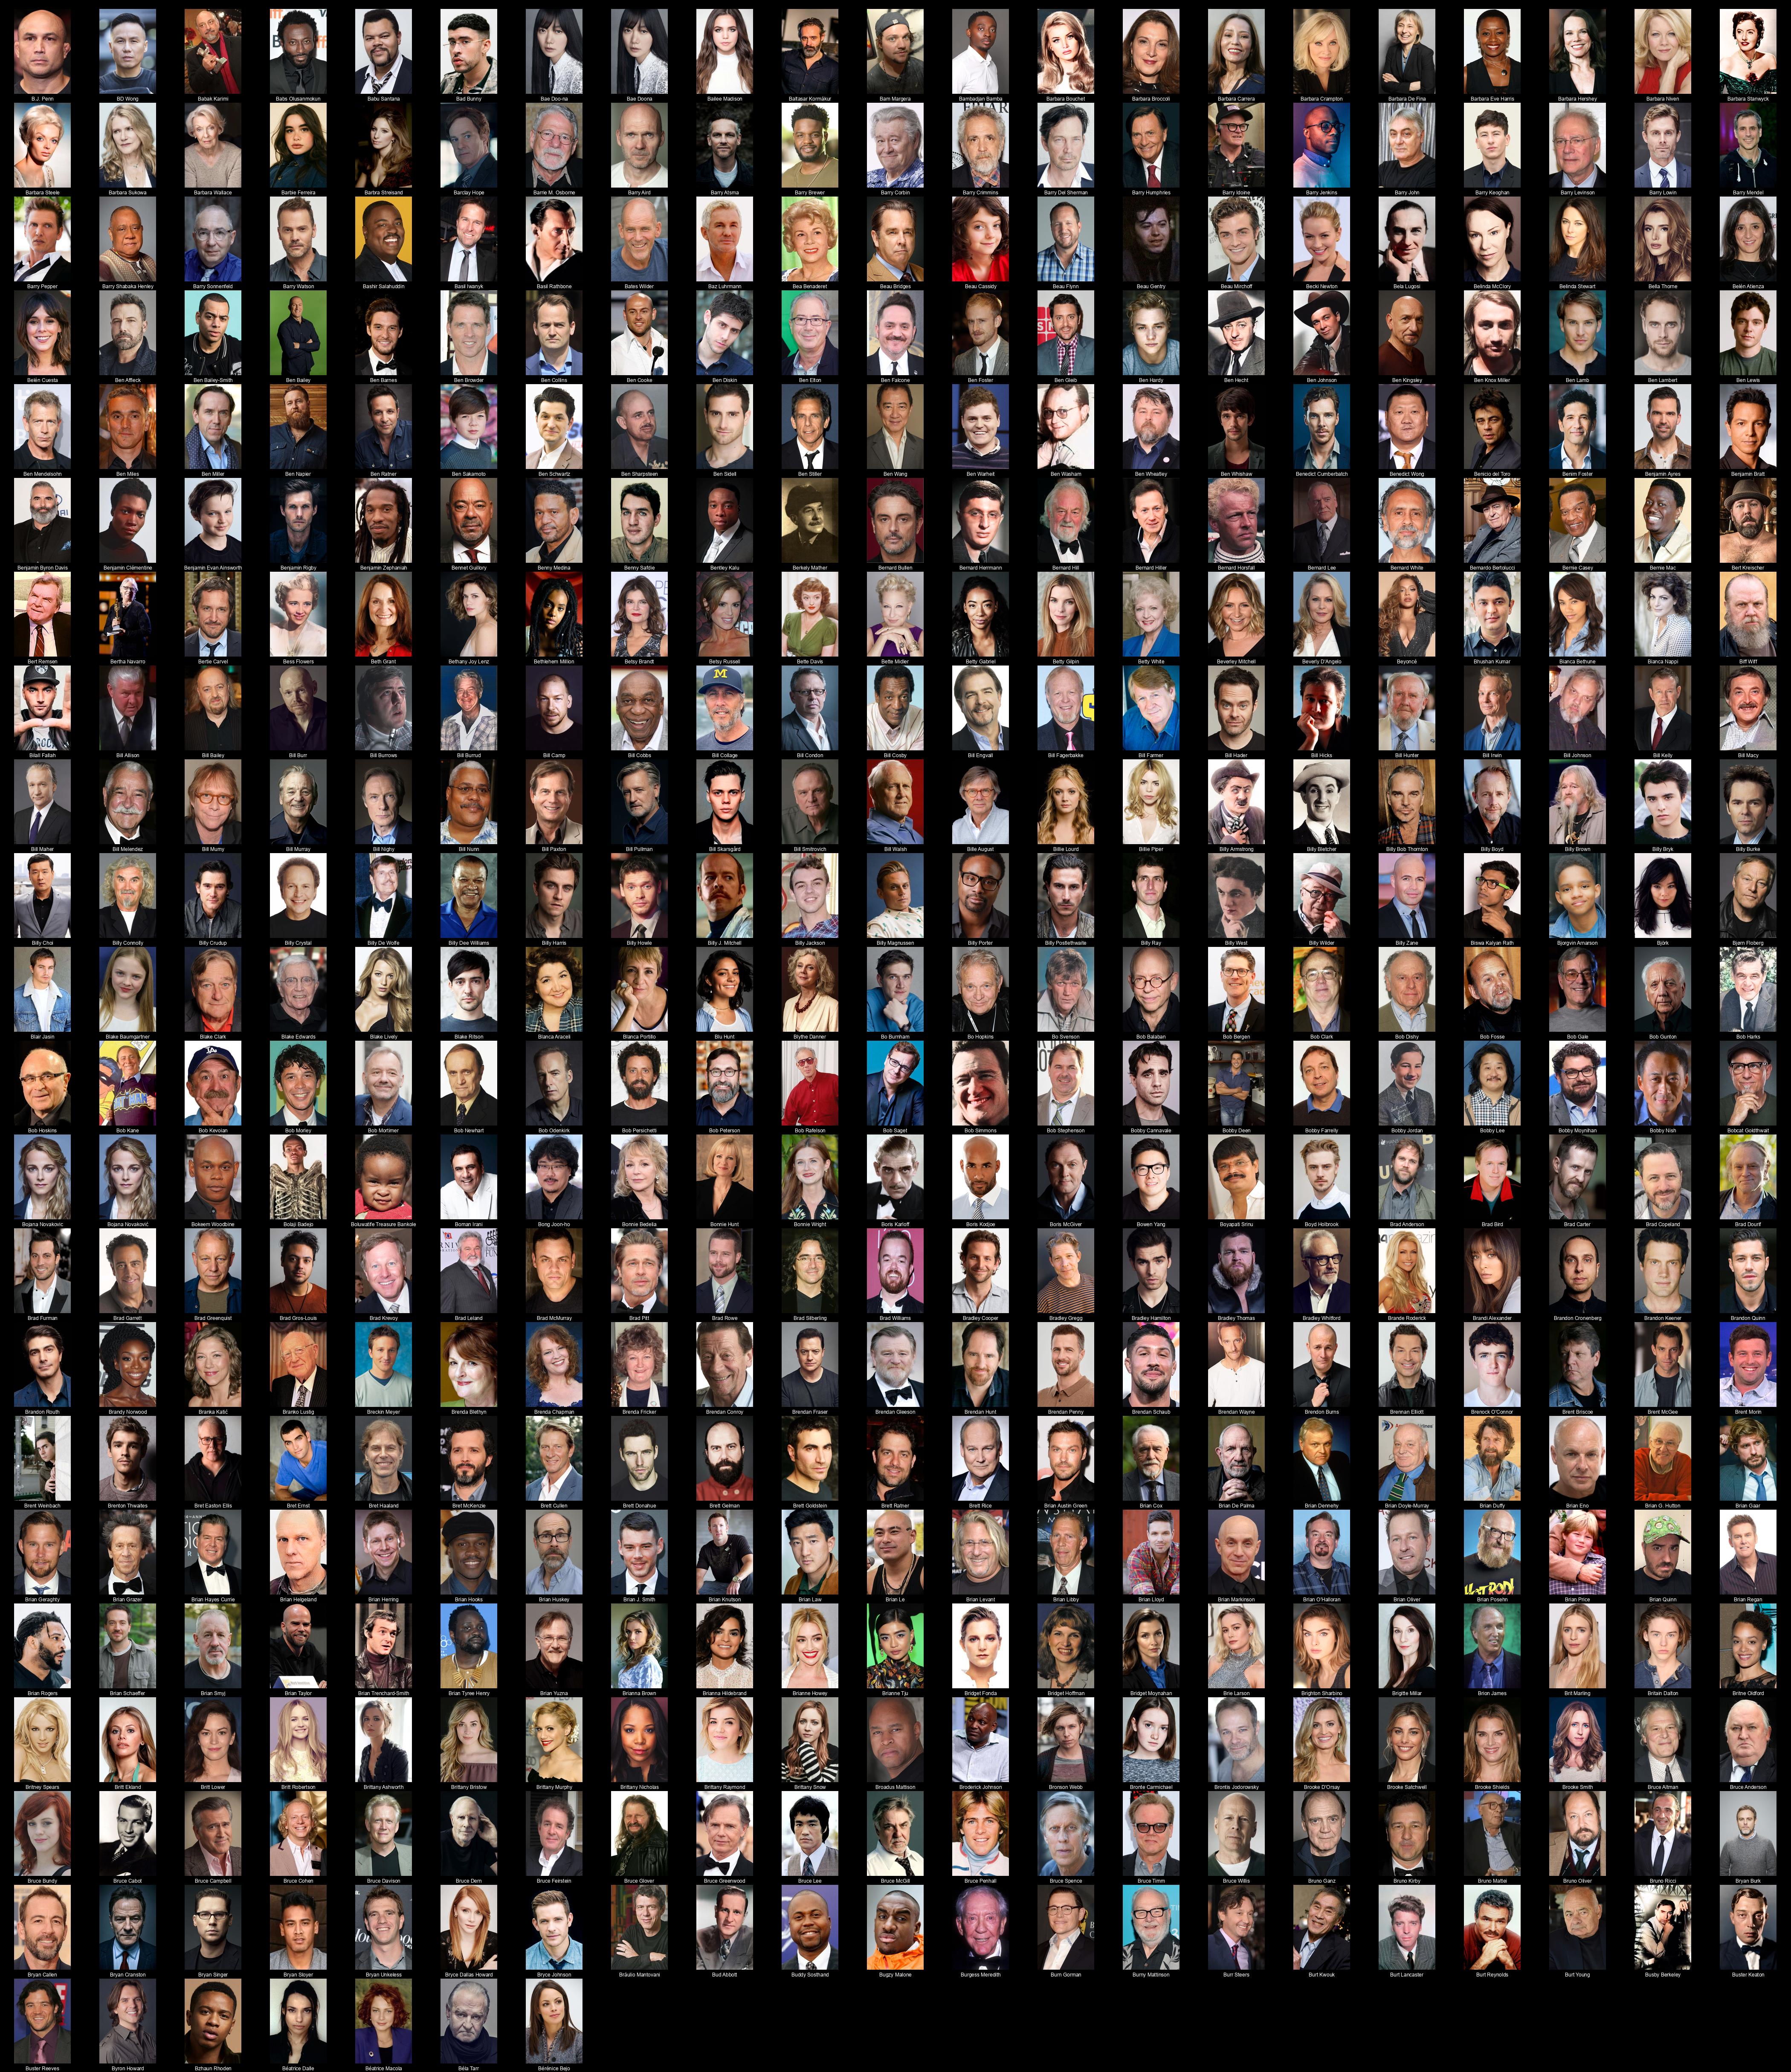 B.J. Penn BD Wong Babak Karimi Babs Olusanmokun Babu Santana Bad Bunny Bae Doo-na Bae Doona Bailee Madison Baltasar Kormákur Bam Margera Bambadjan Bamba Barbara Bouchet Barbara Broccoli Barbara Carrera Barbara Crampton Barbara De Fina Barbara Eve Harris Barbara Hershey Barbara Niven Barbara Stanwyck
Barbara Steele Barbara Sukowa Barbara Wallace Barbie Ferreira Barbra Streisand Barclay Hope Barrie M. Osborne Barry Aird Barry Atsma Barry Brewer Barry Corbin Barry Crimmins Barry Del Sherman Barry Humphries Barry Idoine Barry Jenkins Barry John Barry Keoghan Barry Levinson Barry Lowin Barry Mendel
Barry Pepper Barry Shabaka Henley Barry Sonnenfeld Barry Watson Bashir Salahuddin Basil Iwanyk Basil Rathbone Bates Wilder Baz Luhrmann Bea Benaderet Beau Bridges Beau Cassidy Beau Flynn Beau Gentry Beau Mirchoff Becki Newton Bela Lugosi Belinda McClory Belinda Stewart Bella Thorne Belén Atienza
Belén Cuesta Ben Affleck Ben Bailey-Smith Ben Bailey Ben Barnes Ben Browder Ben Collins Ben Cooke Ben Diskin Ben Elton Ben Falcone Ben Foster Ben Gleib Ben Hardy Ben Hecht Ben Johnson Ben Kingsley Ben Knox Miller Ben Lamb Ben Lambert Ben Lewis
Ben Mendelsohn Ben Miles Ben Miller Ben Napier Ben Ratner Ben Sakamoto Ben Schwartz Ben Sharpsteen Ben Sidell Ben Stiller Ben Wang Ben Warheit Ben Washam Ben Wheatley Ben Whishaw Benedict Cumberbatch Benedict Wong Benicio del Toro Benim Foster Benjamin Ayres Benjamin Bratt
Benjamin Byron Davis Benjamin Clémentine Benjamin Evan Ainsworth Benjamin Rigby Benjamin Zephaniah Bennet Guillory Benny Medina Benny Safdie Bentley Kalu Berkely Mather Bernard Bullen Bernard Herrmann Bernard Hill Bernard Hiller Bernard Horsfall Bernard Lee Bernard White Bernardo Bertolucci Bernie Casey Bernie Mac Bert Kreischer
Bert Remsen Bertha Navarro Bertie Carvel Bess Flowers Beth Grant Bethany Joy Lenz Bethlehem Million Betsy Brandt Betsy Russell Bette Davis Bette Midler Betty Gabriel Betty Gilpin Betty White Beverley Mitchell Beverly D'Angelo Beyoncé Bhushan Kumar Bianca Bethune Bianca Nappi Biff Wiff
Bilall Fallah Bill Allison Bill Bailey Bill Burr Bill Burrows Bill Burrud Bill Camp Bill Cobbs Bill Collage Bill Condon Bill Cosby Bill Engvall Bill Fagerbakke Bill Farmer Bill Hader Bill Hicks Bill Hunter Bill Irwin Bill Johnson Bill Kelly Bill Macy
Bill Maher Bill Melendez Bill Mumy Bill Murray Bill Nighy Bill Nunn Bill Paxton Bill Pullman Bill Skarsgård Bill Smitrovich Bill Walsh Bille August Billie Lourd Billie Piper Billy Armstrong Billy Bletcher Billy Bob Thornton Billy Boyd Billy Brown Billy Bryk Billy Burke
Billy Choi Billy Connolly Billy Crudup Billy Crystal Billy De Wolfe Billy Dee Williams Billy Harris Billy Howle Billy J. Mitchell Billy Jackson Billy Magnussen Billy Porter Billy Postlethwaite Billy Ray Billy West Billy Wilder Billy Zane Biswa Kalyan Rath Bjorgvin Arnarson Björk Bjørn Floberg
Blair Jasin Blake Baumgartner Blake Clark Blake Edwards Blake Lively Blake Ritson Blanca Araceli Blanca Portillo Blu Hunt Blythe Danner Bo Burnham Bo Hopkins Bo Svenson Bob Balaban Bob Bergen Bob Clark Bob Dishy Bob Fosse Bob Gale Bob Gunton Bob Harks
Bob Hoskins Bob Kane Bob Kevoian Bob Morley Bob Mortimer Bob Newhart Bob Odenkirk Bob Persichetti Bob Peterson Bob Rafelson Bob Saget Bob Simmons Bob Stephenson Bobby Cannavale Bobby Deen Bobby Farrelly Bobby Jordan Bobby Lee Bobby Moynihan Bobby Nish Bobcat Goldthwait
Bojana Novakovic Bojana Novaković Bokeem Woodbine Bolaji Badejo Boluwatife Treasure Bankole Boman Irani Bong Joon-ho Bonnie Bedelia Bonnie Hunt Bonnie Wright Boris Karloff Boris Kodjoe Boris McGiver Bowen Yang Boyapati Srinu Boyd Holbrook Brad Anderson Brad Bird Brad Carter Brad Copeland Brad Dourif
Brad Furman Brad Garrett Brad Greenquist Brad Gros-Louis Brad Krevoy Brad Leland Brad McMurray Brad Pitt Brad Rowe Brad Silberling Brad Williams Bradley Cooper Bradley Gregg Bradley Hamilton Bradley Thomas Bradley Whitford Brande Roderick Brandi Alexander Brandon Cronenberg Brandon Keener Brandon Quinn
Brandon Routh Brandy Norwood Branka Katić Branko Lustig Breckin Meyer Brenda Blethyn Brenda Chapman Brenda Fricker Brendan Conroy Brendan Fraser Brendan Gleeson Brendan Hunt Brendan Penny Brendan Schaub Brendan Wayne Brendon Burns Brennan Elliott Brenock O'Connor Brent Briscoe Brent McGee Brent Morin
Brent Weinbach Brenton Thwaites Bret Easton Ellis Bret Ernst Bret Haaland Bret McKenzie Brett Cullen Brett Donahue Brett Gelman Brett Goldstein Brett Ratner Brett Rice Brian Austin Green Brian Cox Brian De Palma Brian Dennehy Brian Doyle-Murray Brian Duffy Brian Eno Brian G. Hutton Brian Gaar
Brian Geraghty Brian Grazer Brian Hayes Currie Brian Helgeland Brian Herring Brian Hooks Brian Huskey Brian J. Smith Brian Knutson Brian Law Brian Le Brian Levant Brian Libby Brian Lloyd Brian Markinson Brian O'Halloran Brian Oliver Brian Posehn Brian Price Brian Quinn Brian Regan
Brian Rogers Brian Schaeffer Brian Smyj Brian Taylor Brian Trenchard-Smith Brian Tyree Henry Brian Yuzna Brianna Brown Brianna Hildebrand Brianne Howey Brianne Tju Bridget Fonda Bridget Hoffman Bridget Moynahan Brie Larson Brighton Sharbino Brigitte Millar Brion James Brit Marling Britain Dalton Britne Oldford
Britney Spears Britt Ekland Britt Lower Britt Robertson Brittany Ashworth Brittany Bristow Brittany Murphy Brittany Nicholas Brittany Raymond Brittany Snow Broadus Mattison Broderick Johnson Bronson Webb Bronte Carmichael Brontis Jodorowsky Brooke D'Orsay Brooke Satchwell Brooke Shields Brooke Smith Bruce Altman Bruce Anderson
Bruce Bundy Bruce Cabot Bruce Campbell Bruce Cohen Bruce Davison Bruce Dern Bruce Feirstein Bruce Glover Bruce Greenwood Bruce Lee Bruce McGill Bruce Penhall Bruce Spence Bruce Timm Bruce Willis Bruno Ganz Bruno Kirby Bruno Mattei Bruno Oliver Bruno Ricci Bryan Burk
Bryan Callen Bryan Cranston Bryan Singer Bryan Sloyer Bryan Unkeless Bryce Dallas Howard Bryce Johnson Bráulio Mantovani Bud Abbott Buddy Sosthand Bugzy Malone Burgess Meredith Burn Gorman Burny Mattinson Burr Steers Burt Kwouk Burt Lancaster Burt Reynolds Burt Young Busby Berkeley Buster Keaton
Buster Reeves Byron Howard Bzhaun Rhoden Béatrice Dalle Béatrice Macola Béla Tarr Bérénice Bejo